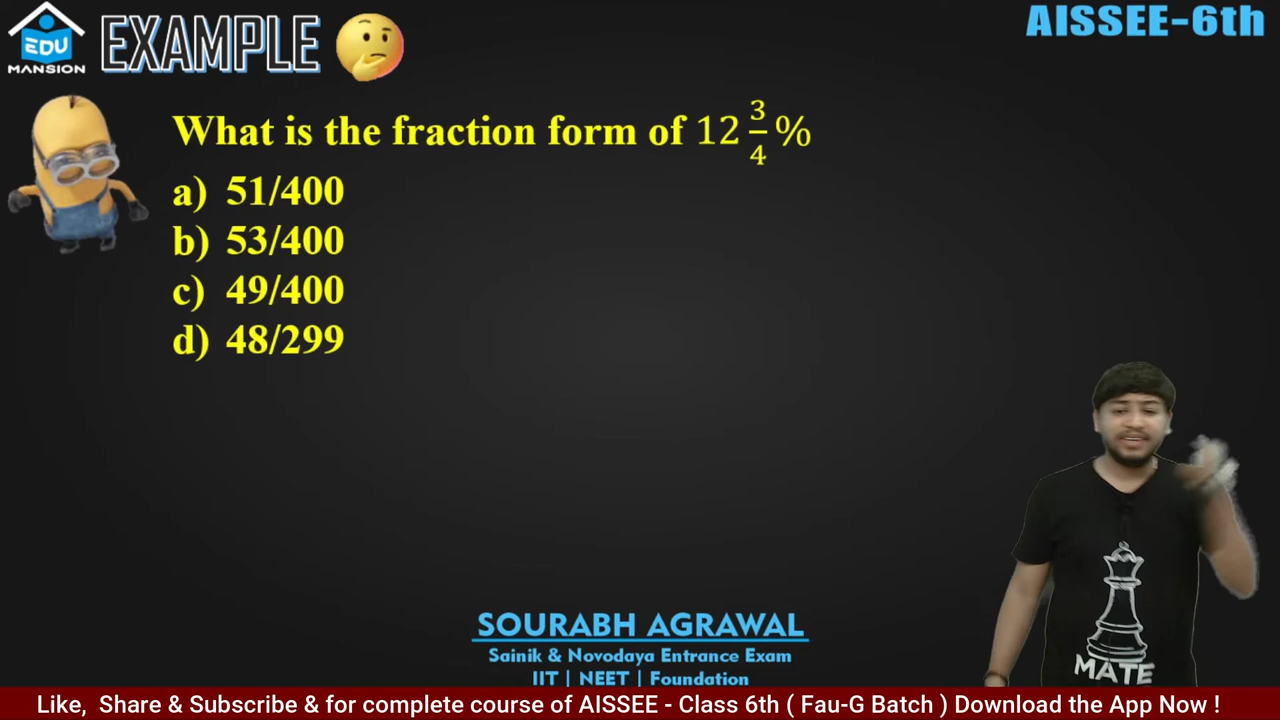 EDU
MANSION
EXAMPLE
AISSEE-6th
What is the fraction form of 12 3/4 %
a) 51/400
b) 53/400
c) 49/400
d) 48/299
MATE
SOURABH AGRAWAL
Sainik & Novodaya Entrance Exam
IIT | NEET | Foundation
Like, Share & Subscribe & for complete course of AISSEE - Class 6th ( Fau-G Batch ) Download the App Now !